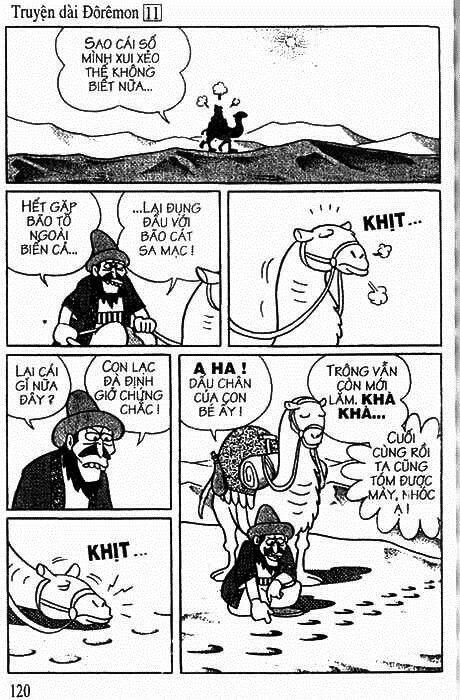 Truyện dài Đôrêmon 11
SAO CÁI SỐ
MÌNH XUI XẺO
THẾ KHÔNG
BIẾT NỮA...
HẾT GẶP
BÃO TỐ
NGOÀI
BIỂN CẢ...
...LẠI ĐỤNG
ĐẦU VỚI
BÃO CÁT
SA MẠC !
KHỊT ...
LẠI CÁI
GÌ NỮA
ĐÂY ?
CON LẠC
ĐÀ ĐỊNH
GIỞ CHỨNG
CHẮC !
KHỊT ...
A HA !
DẤU CHÂN
CỦA CON
BÉ ẤY !
TRÔNG VẪN
CÒN MỚI
LẮM. KHÀ
KHÀ...
CUỐI
CÙNG RỒI
TA CŨNG
TÓM ĐƯỢC
MÀY, NHÓC
Ạ !
120